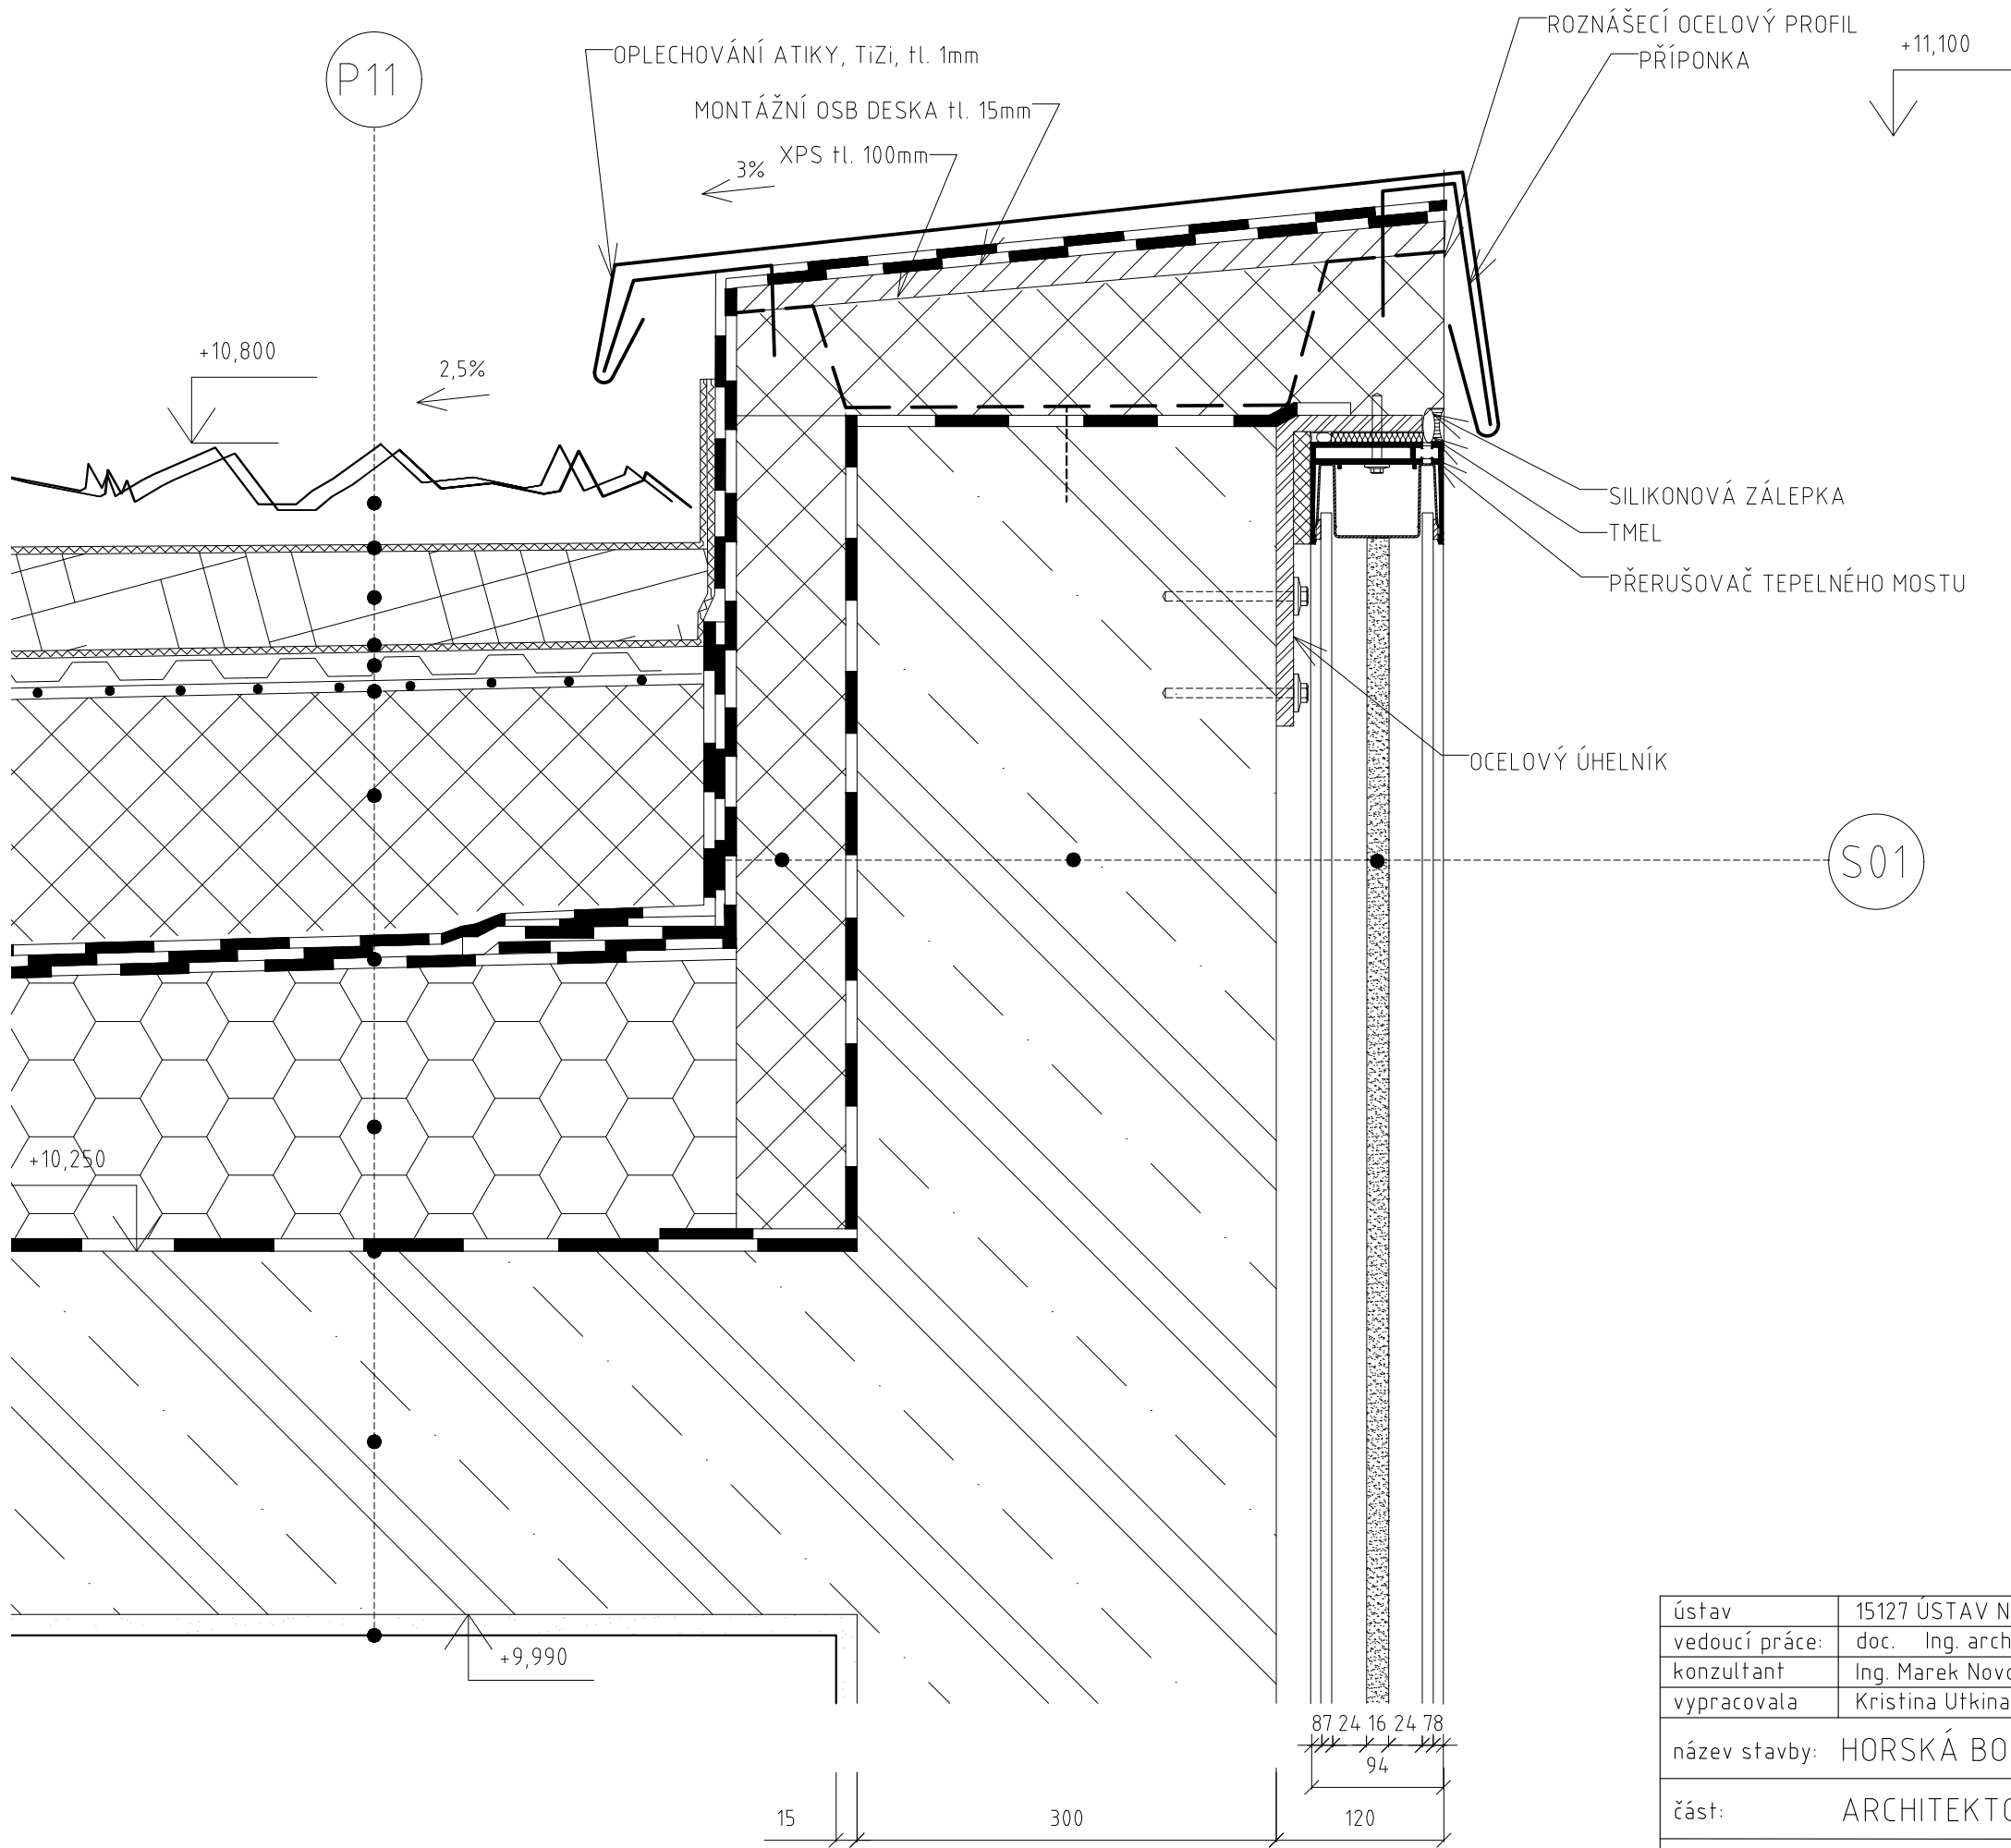 ROZNÁŠECÍ OCELOVÝ PROFIL
+11,100
OPLECHOVÁNÍ ATIKY, TiZi, tl. 1mm
PŘÍPONKA
P11
MONTÁŽNÍ OSB DESKA tl. 15mm
XPS tl. 100mm
3%
+10,800
2,5%
SILIKONOVÁ ZÁLEPKA
TMEL
PŘERUŠOVAČ TEPELNÉHO MOSTU
OCELOVÝ ÚHELNÍK
S01
+10,250
+9,990
ústav 15127 ÚSTAV N
vedoucí práce: doc. Ing. arch
konzultant Ing. Marek Novo
vypracovala Kristina Utkina
87 24 16 24 78
název stavby: HORSKÁ BO
94
část: ARCHITEKTO
15 300 120